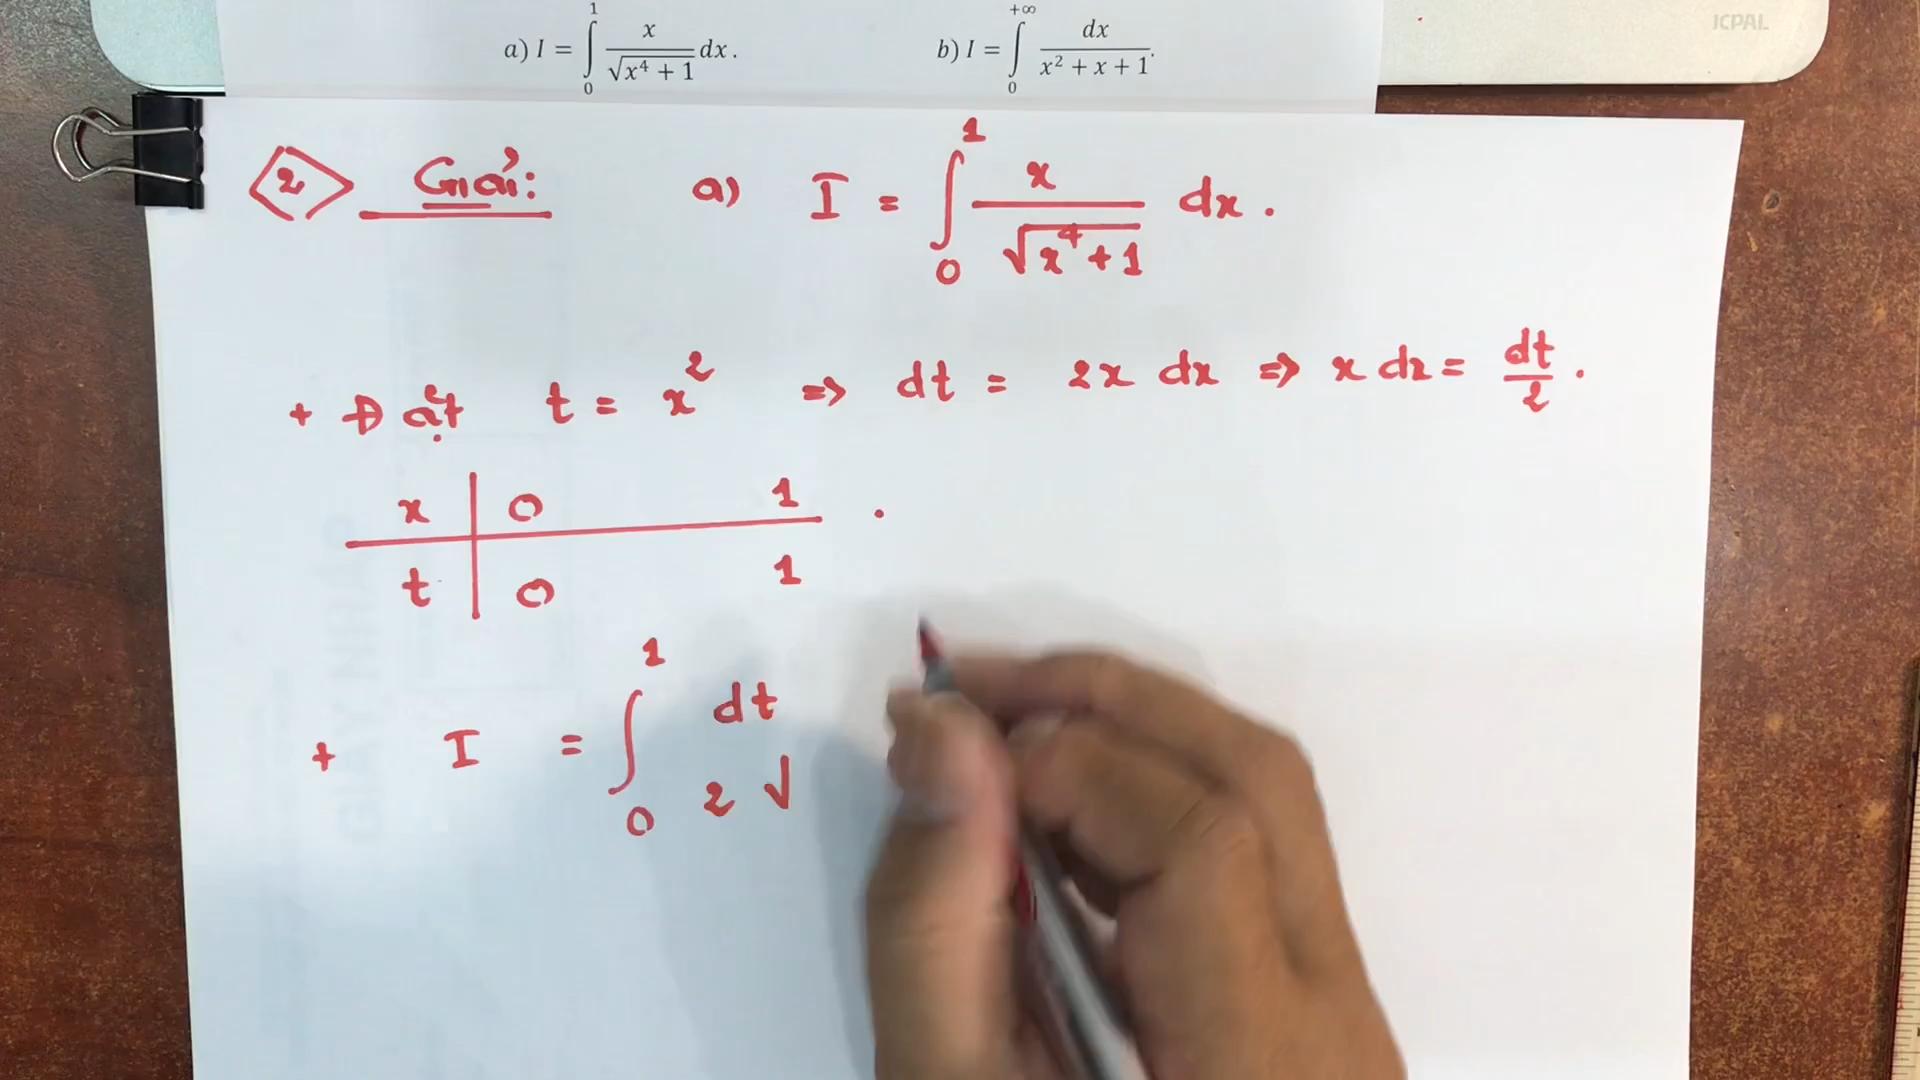 JCPAL
a) I = ∫₀¹ x/√(x⁴ + 1) dx. b) I = ∫₀^{+∞} dx/(x² + x + 1).
2 Giải: a) I = ∫₀¹ x/√(x⁴+1) dx.
+ Đặt t = x² => dt = 2x dx => x dx = dt/2.
x | 0 1 .
t | 0 1
+ I = ∫₀¹ dt/2√